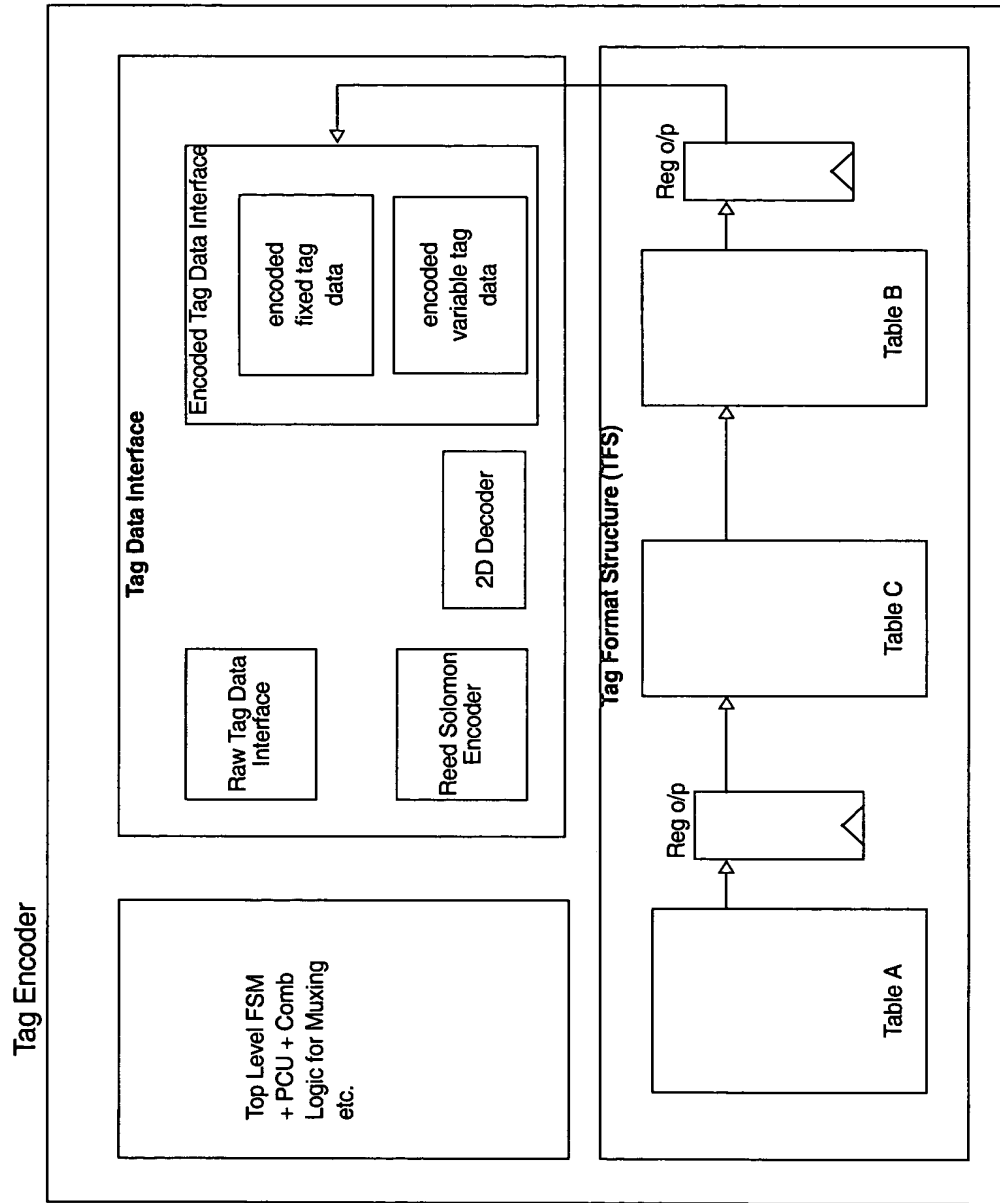 Tag Encoder
Top Level FSM
+ PCU + Comb
Logic for Muxing
etc.
Tag Data Interface
Raw Tag Data
Interface
Reed Solomon
Encoder
2D Decoder
Encoded Tag Data Interface
encoded
fixed tag
data
encoded
variable tag
data
Tag Format Structure (TFS)
Table A
Reg o/p
Table C
Table B
Reg o/p